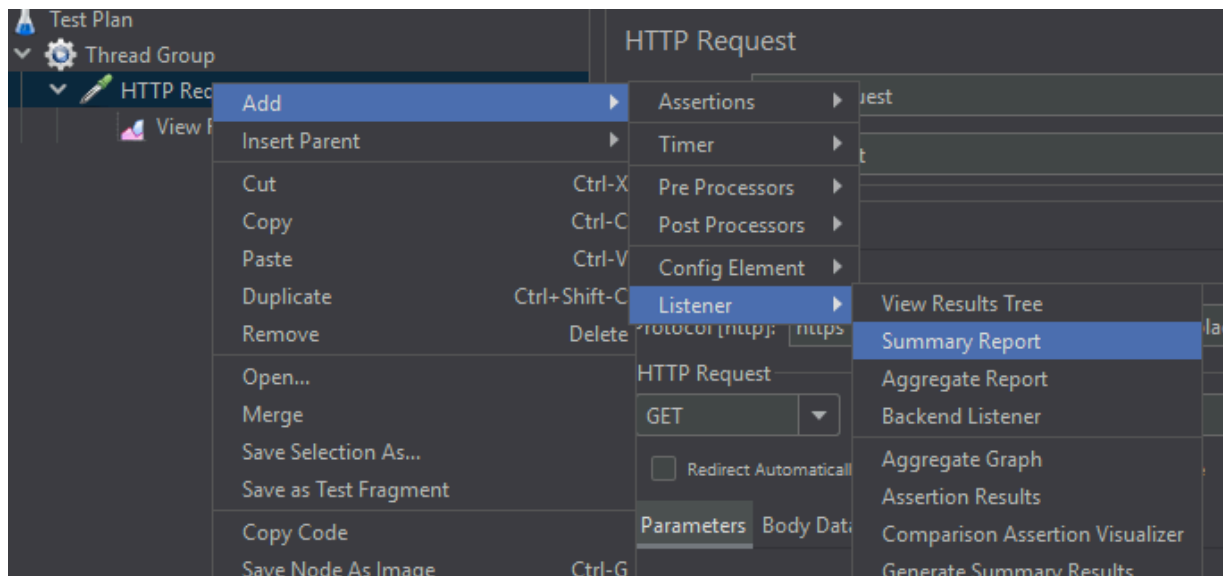 Test Plan
Thread Group
HTTP Rec
View
HTTP Request
Add
Insert Parent
Cut Ctrl-X
Copy Ctrl-C
Paste Ctrl-V
Duplicate Ctrl+Shift-C
Remove Delete
Open...
Merge
Save Selection As...
Save as Test Fragment
Copy Code
Save Node As Image Ctrl-G
Assertions
Timer
Pre Processors
Post Processors
Config Element
Listener
View Results Tree
Summary Report
Aggregate Report
Backend Listener
Aggregate Graph
Assertion Results
Comparison Assertion Visualizer
Generate Summary Results
uest
t
Protocol [http]: https
HTTP Request
GET
Redirect Automaticall
Parameters Body Data